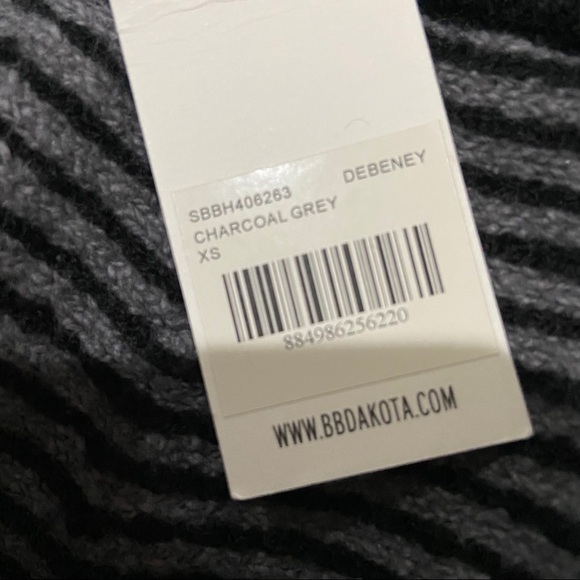 SBBH406263 DEBENEY
CHARCOAL GREY
XS
884986256220
WWW.BBDAKOTA.COM